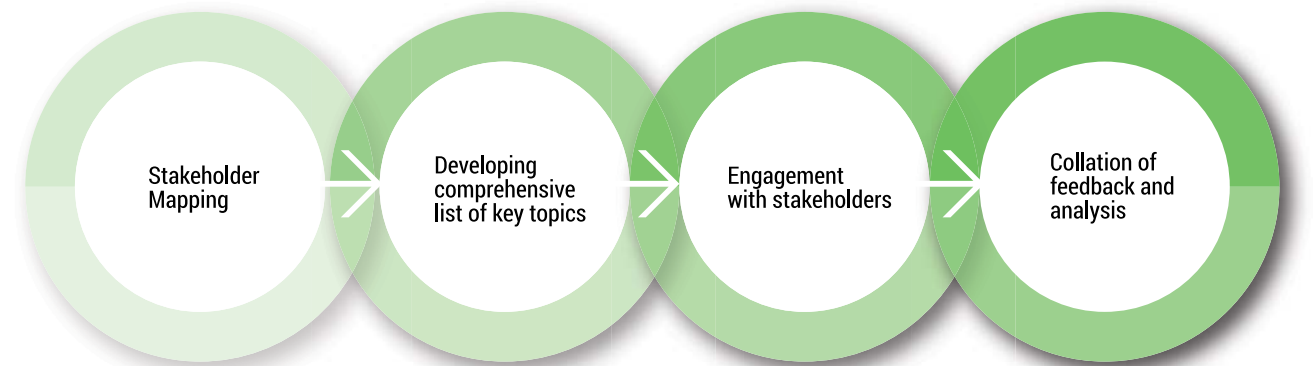 Stakeholder
Mapping
Developing
comprehensive
list of key topics
Engagement
with stakeholders
Collation of
feedback and
analysis